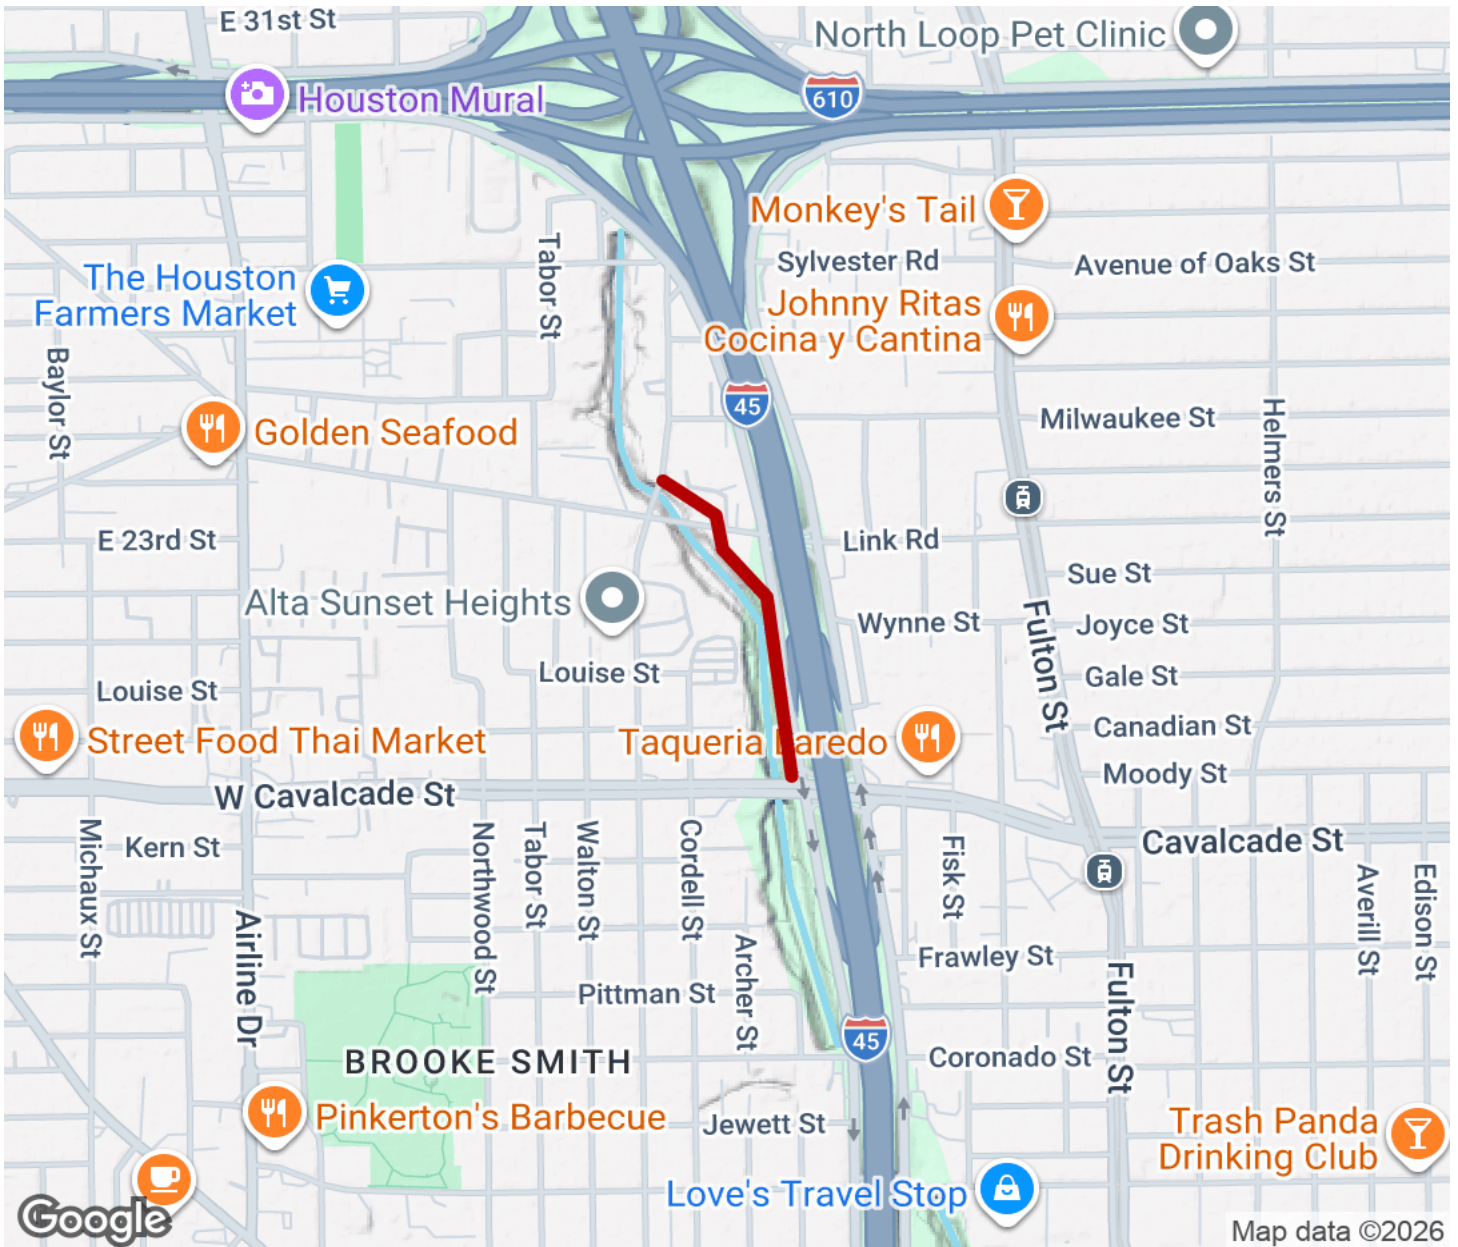 E 31st St
North Loop Pet Clinic
Houston Mural
610
Monkey's Tail
Tabor St
Sylvester Rd
Avenue of Oaks St
The Houston
Farmers Market
Johnny Ritas
Cocina y Cantina
Baylor St
45
Helmers St
Milwaukee St
Golden Seafood
E 23rd St
Link Rd
Sue St
Alta Sunset Heights
Wynne St
Fulton St
Joyce St
Louise St
Gale St
Louise St
Canadian St
Street Food Thai Market
Taqueria Laredo
Moody St
W Cavalcade St
Cavalcade St
Michaux St
Kern St
Northwood St
Tabor St
Walton St
Cordell St
Fisk St
Averill St
Edison St
Airline Dr
Archer St
Frawley St
Fulton St
Pittman St
45
BROOKE SMITH
Coronado St
Pinkerton's Barbecue
Jewett St
Trash Panda
Drinking Club
Love's Travel Stop
Google
Map data ©2026